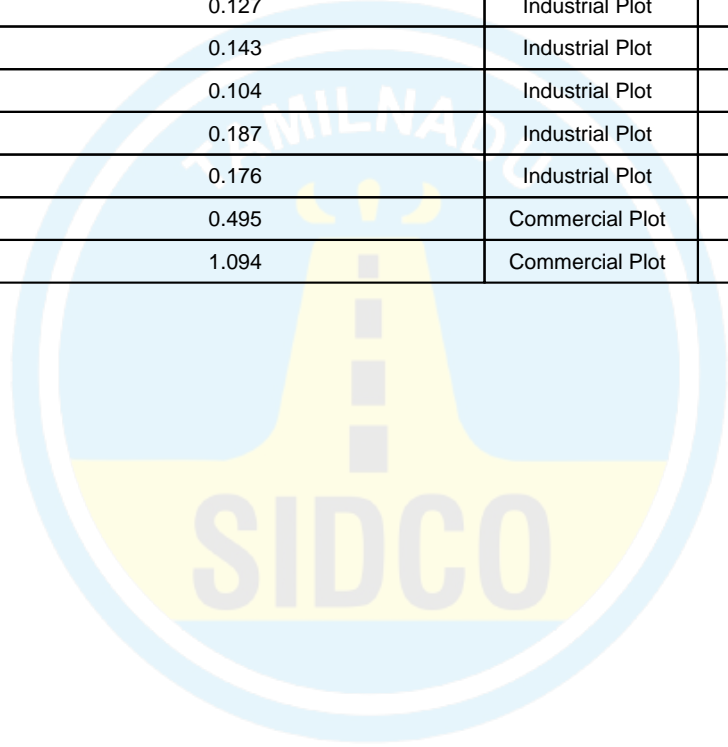 0.127 Industrial Plot
0.143 Industrial Plot
0.104 Industrial Plot
0.187 Industrial Plot
0.176 Industrial Plot
0.495 Commercial Plot
1.094 Commercial Plot
TAMILNADU
SIDCO